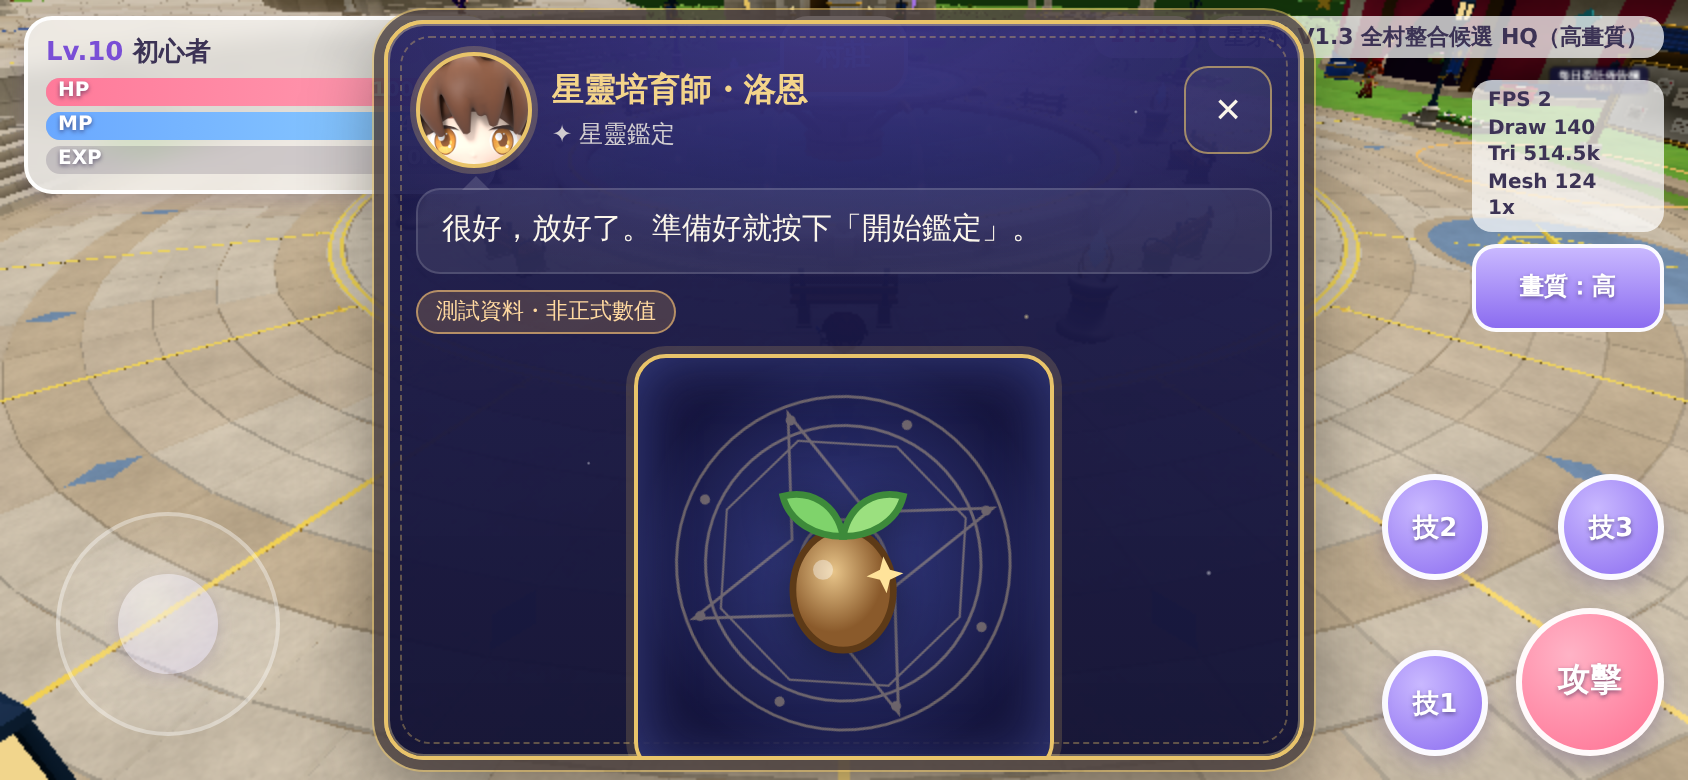 Lv.10 初心者
HP
MP
EXP
星靈培育師・洛恩
✦ 星靈鑑定
×
很好，放好了。準備好就按下「開始鑑定」。
測試資料・非正式數值
V1.3 全村整合候選 HQ（高畫質）
FPS 2
Draw 140
Tri 514.5k
Mesh 124
1x
畫質：高
技2
技3
技1
攻擊